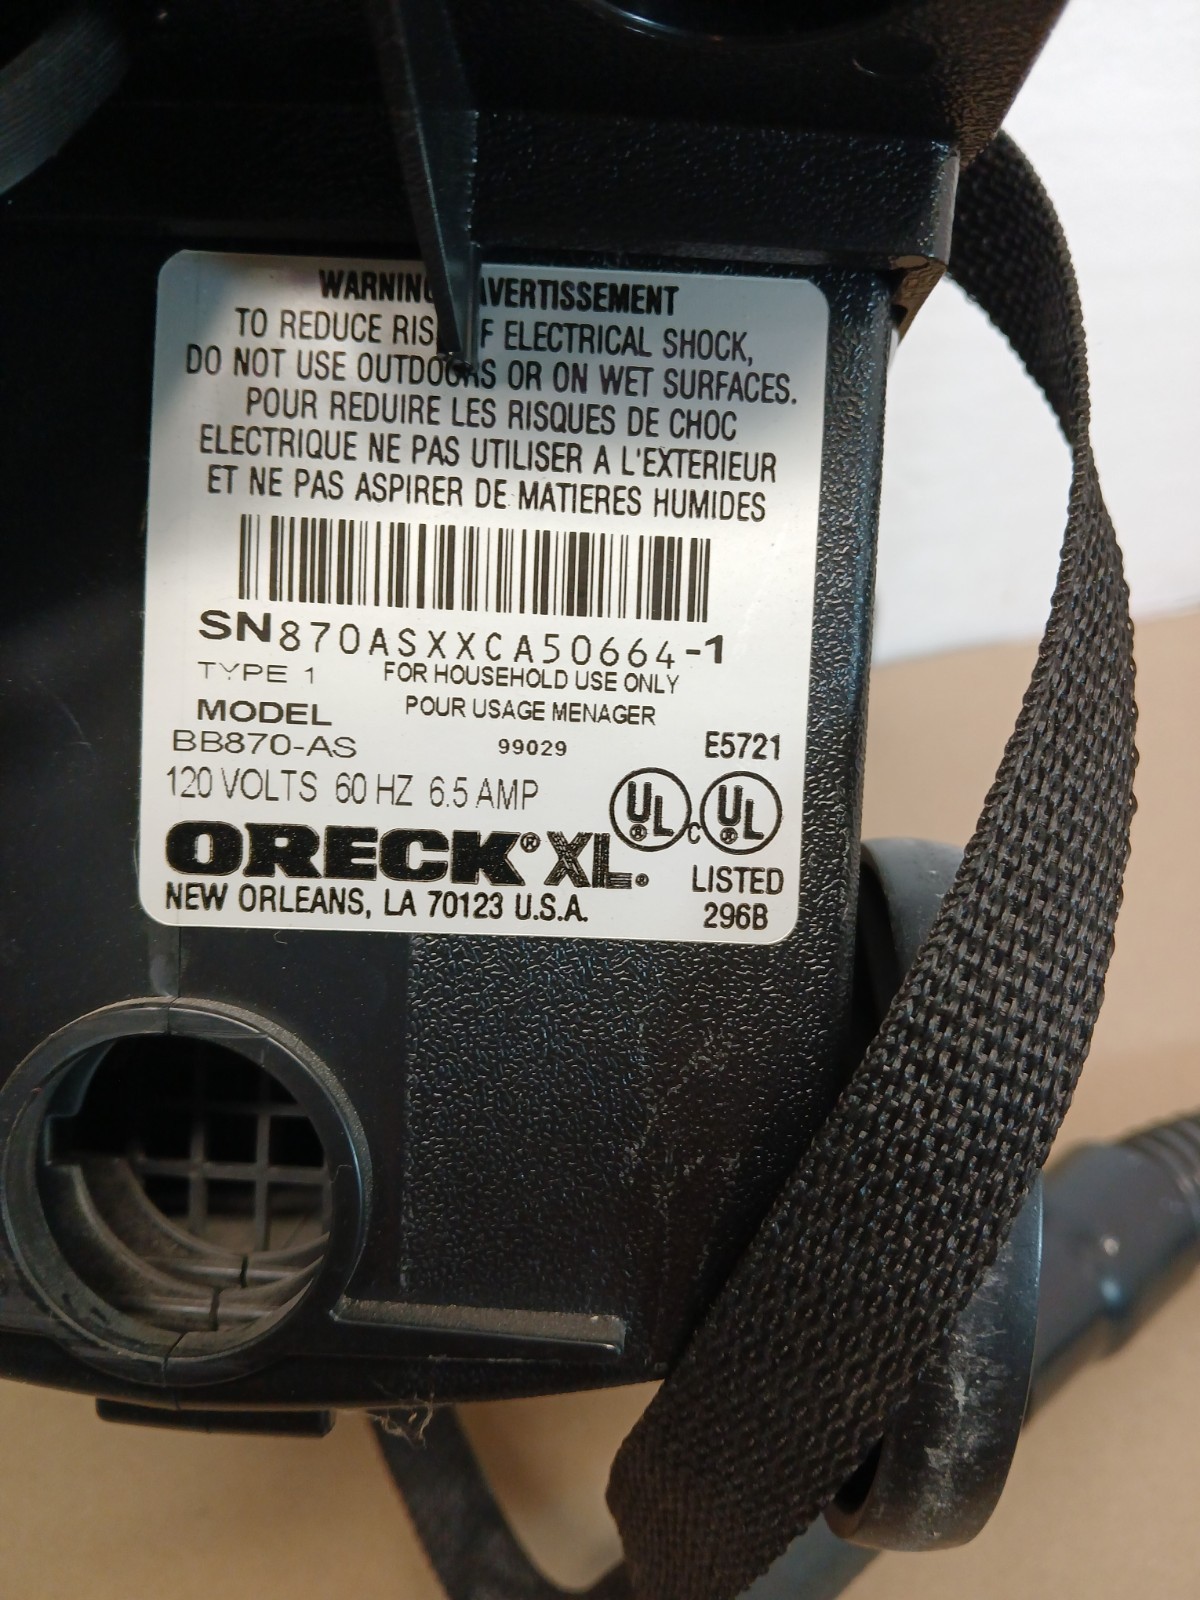 WARNING AVERTISSEMENT
TO REDUCE RISK OF ELECTRICAL SHOCK,
DO NOT USE OUTDOORS OR ON WET SURFACES.
POUR REDUIRE LES RISQUES DE CHOC
ELECTRIQUE NE PAS UTILISER A L'EXTERIEUR
ET NE PAS ASPIRER DE MATIERES HUMIDES
SN870ASXXCA50664-1
TYPE 1 FOR HOUSEHOLD USE ONLY
MODEL POUR USAGE MENAGER
BB870-AS 99029 E5721
120 VOLTS 60 HZ 6.5 AMP
UL® C UL®
ORECK® XL®
LISTED
NEW ORLEANS, LA 70123 U.S.A.
296B